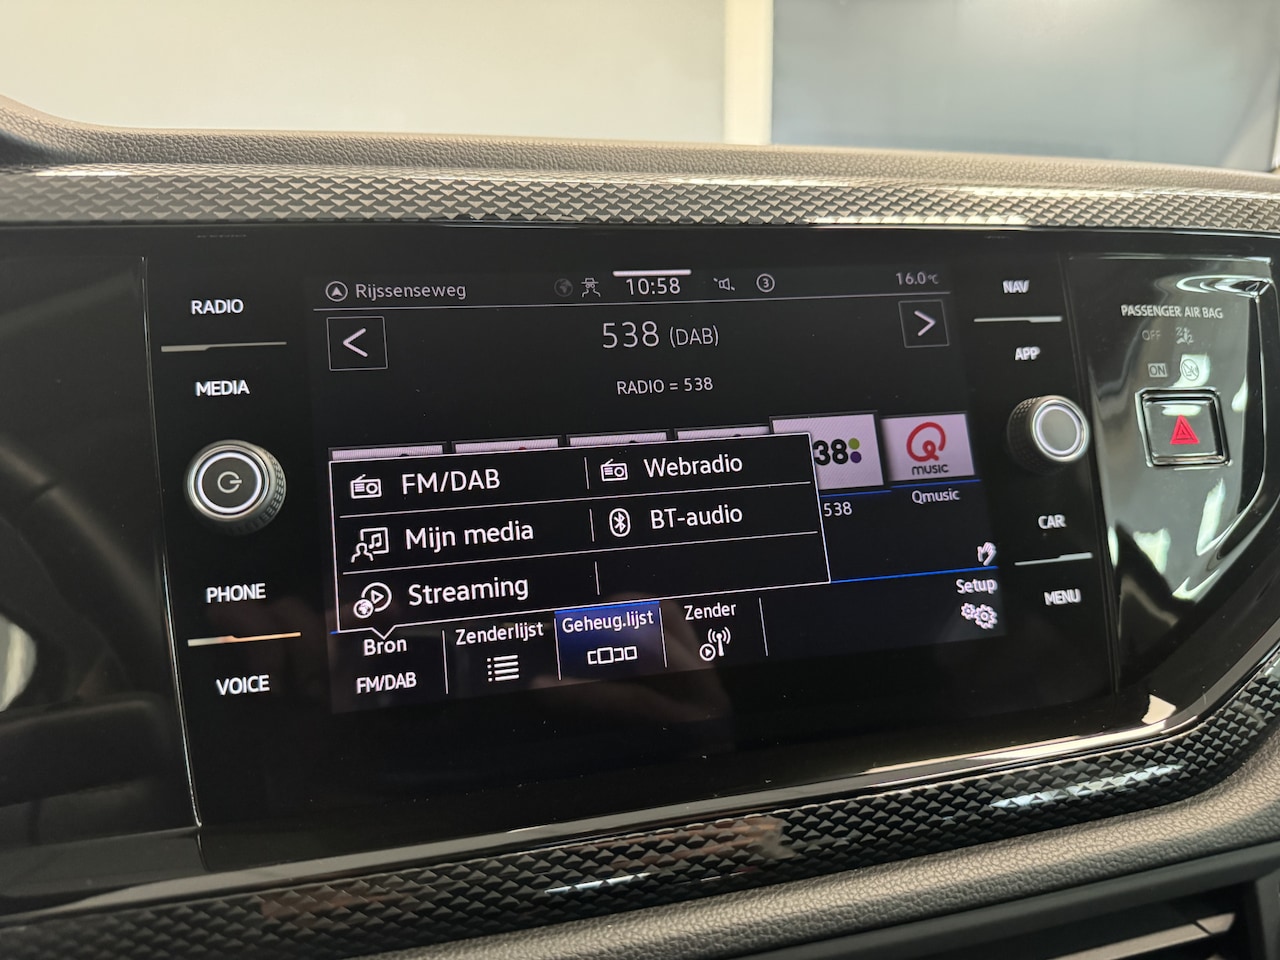 RADIO
MEDIA
PHONE
VOICE
Rijssenseweg
10:58
3
16.0°C
538 (DAB)
RADIO = 538
FM/DAB
Webradio
Mijn media
BT-audio
Streaming
38
538
Q
MUSIC
Qmusic
Setup
Bron
FM/DAB
Zenderlijst
Geheug.lijst
Zender
NAV
APP
CAR
MENU
PASSENGER AIR BAG
OFF
ON